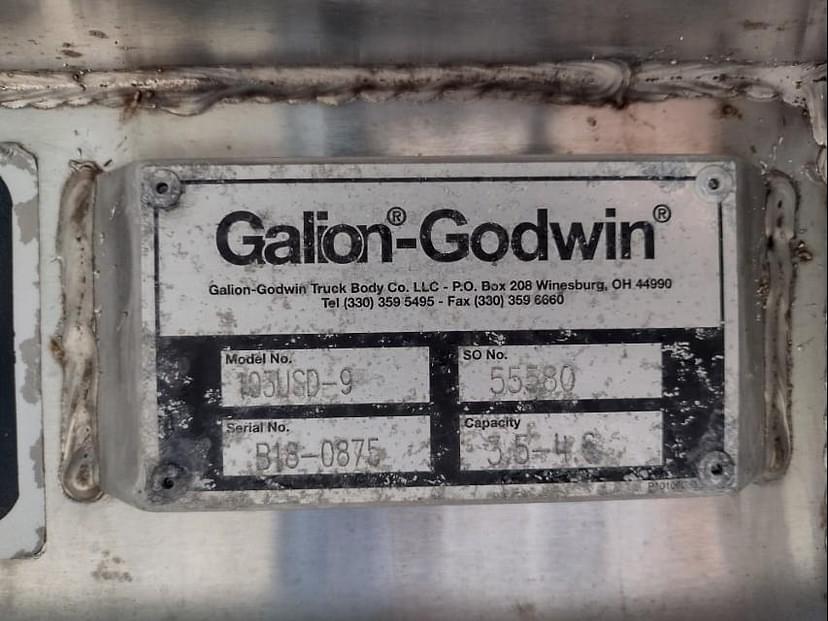 Galion®-Godwin®
Galion-Godwin Truck Body Co. LLC - P.O. Box 208 Winesburg, OH 44990
Tel (330) 359 5495 - Fax (330) 359 6660
Model No.
SO No.
103USD-9
55580
Serial No.
Capacity
B18-0875